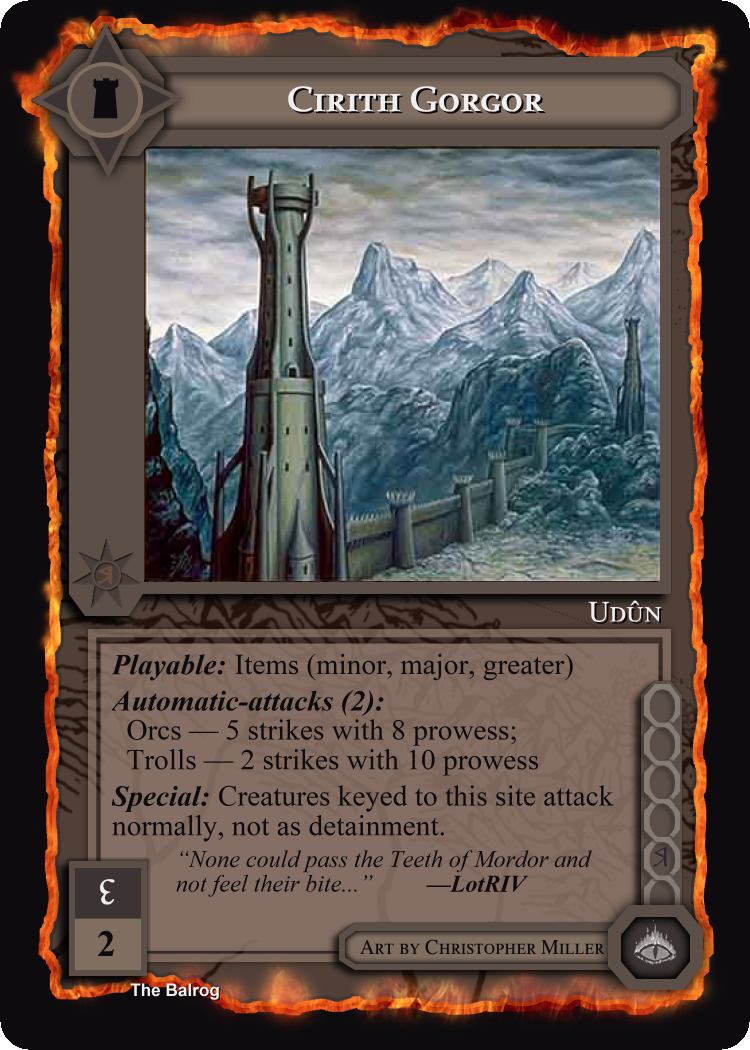 Cirith Gorgor
Udûn
Playable: Items (minor, major, greater)
Automatic-attacks (2):
Orcs — 5 strikes with 8 prowess;
Trolls — 2 strikes with 10 prowess
Special: Creatures keyed to this site attack
normally, not as detainment.
“None could pass the Teeth of Mordor and
not feel their bite...” —LotRIV
2
Art by Christopher Miller
The Balrog